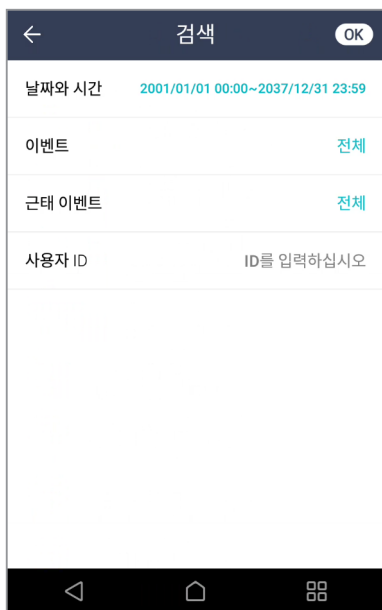 검색
OK
날짜와 시간 2001/01/01 00:00~2037/12/31 23:59
이벤트 전체
근태 이벤트 전체
사용자 ID ID를 입력하십시오